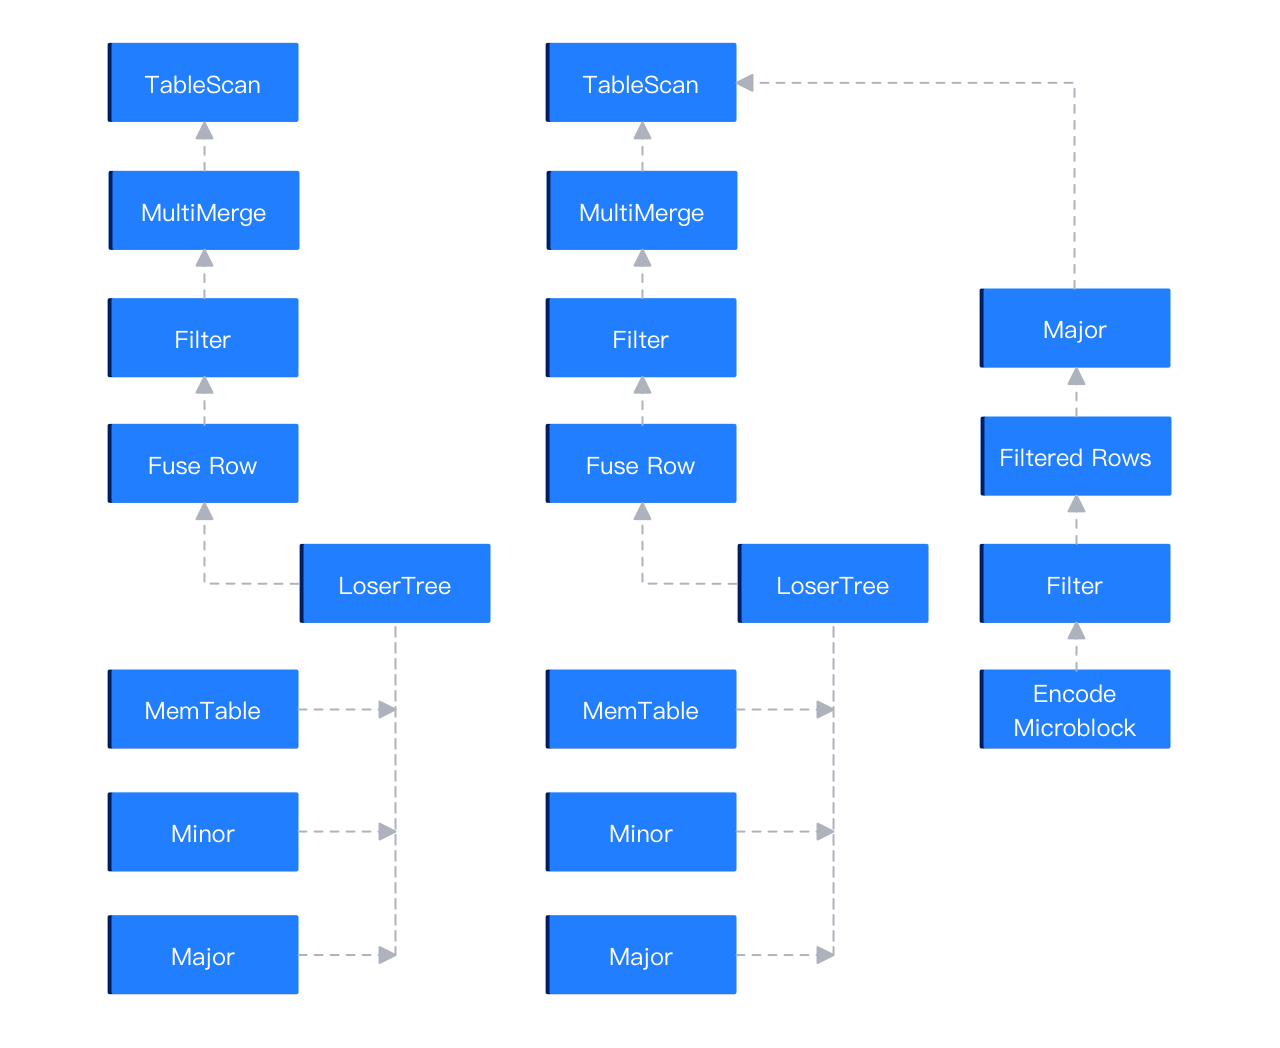 TableScan
MultiMerge
Filter
Fuse Row
LoserTree
MemTable
Minor
Major
TableScan
MultiMerge
Filter
Fuse Row
LoserTree
MemTable
Minor
Major
Major
Filtered Rows
Filter
Encode
Microblock